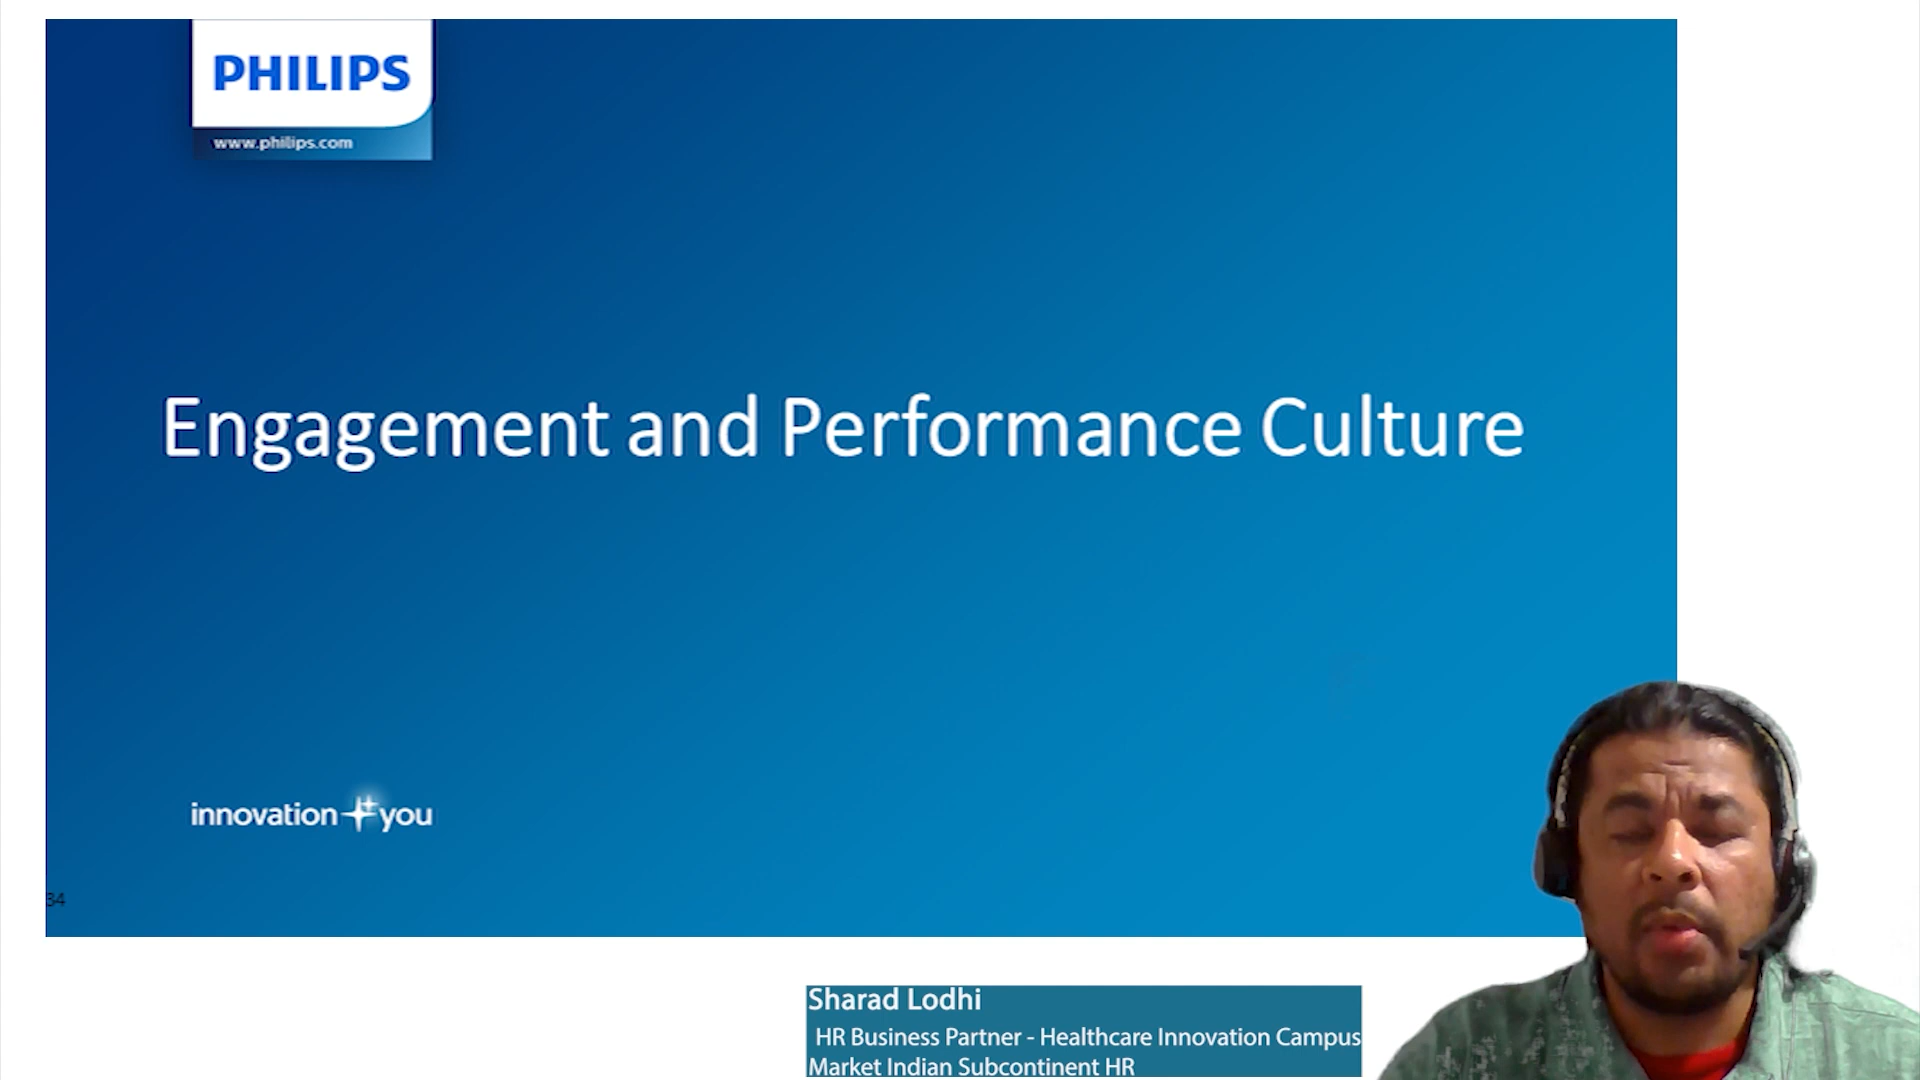 PHILIPS
www.philips.com
Engagement and Performance Culture
innovation you
34
Sharad Lodhi
HR Business Partner - Healthcare Innovation Campus
Market Indian Subcontinent HR